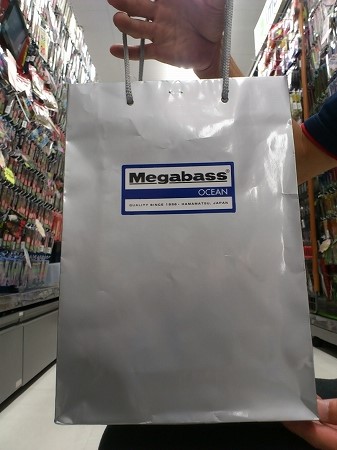 Megabass®
OCEAN
QUALITY SINCE 1986: HAMAMATSU, JAPAN